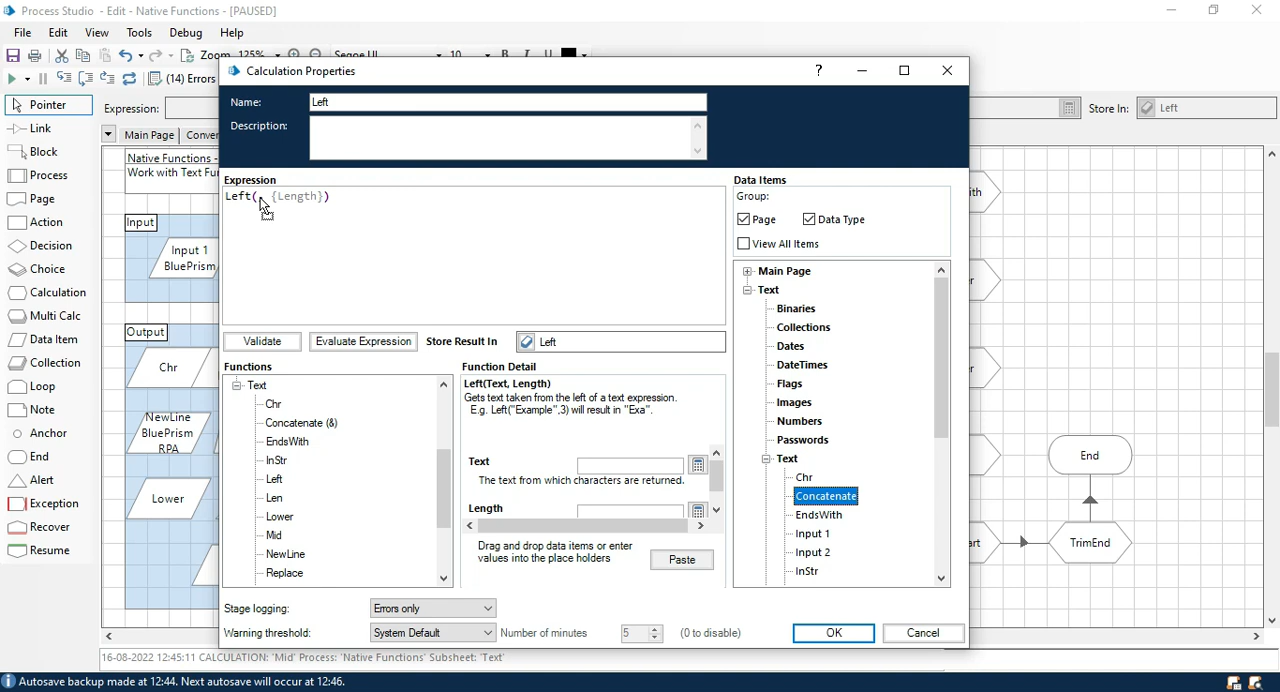 Process Studio - Edit - Native Functions - [PAUSED]
File Edit View Tools Debug Help
Zoom 125% Segoe UI 10 B I U
(14) Errors
Calculation Properties
Name: Left
Description:
Pointer
Link
Block
Process
Page
Action
Decision
Choice
Calculation
Multi Calc
Data Item
Collection
Loop
Note
Anchor
End
Alert
Exception
Recover
Resume
Expression:
Store In: Left
Main Page
Native Functions -
Work with Text
Input
Input 1
BluePrism
Output
Chr
NewLine
BluePrism
RPA
Lower
Expression
Left(, {Length})
Validate
Evaluate Expression
Store Result In
Left
Functions
Text
Chr
Concatenate (&)
EndsWith
InStr
Left
Len
Lower
Mid
NewLine
Replace
Function Detail
Left(Text, Length)
Gets text taken from the left of a text expression.
E.g. Left("Example",3) will result in "Exa".
Text
The text from which characters are returned.
Length
Drag and drop data items or enter
values into the place holders
Paste
Data Items
Group:
Page
Data Type
View All Items
Main Page
Text
Binaries
Collections
Dates
DateTimes
Flags
Images
Numbers
Passwords
Text
Chr
Concatenate
EndsWith
Input 1
Input 2
InStr
Stage logging: Errors only
Warning threshold: System Default Number of minutes 5 (0 to disable)
OK
Cancel
End
TrimEnd
16-08-2022 12:45:11 CALCULATION: 'Mid' Process: 'Native Functions' Subsheet: 'Text'
Autosave backup made at 12:44. Next autosave will occur at 12:46.